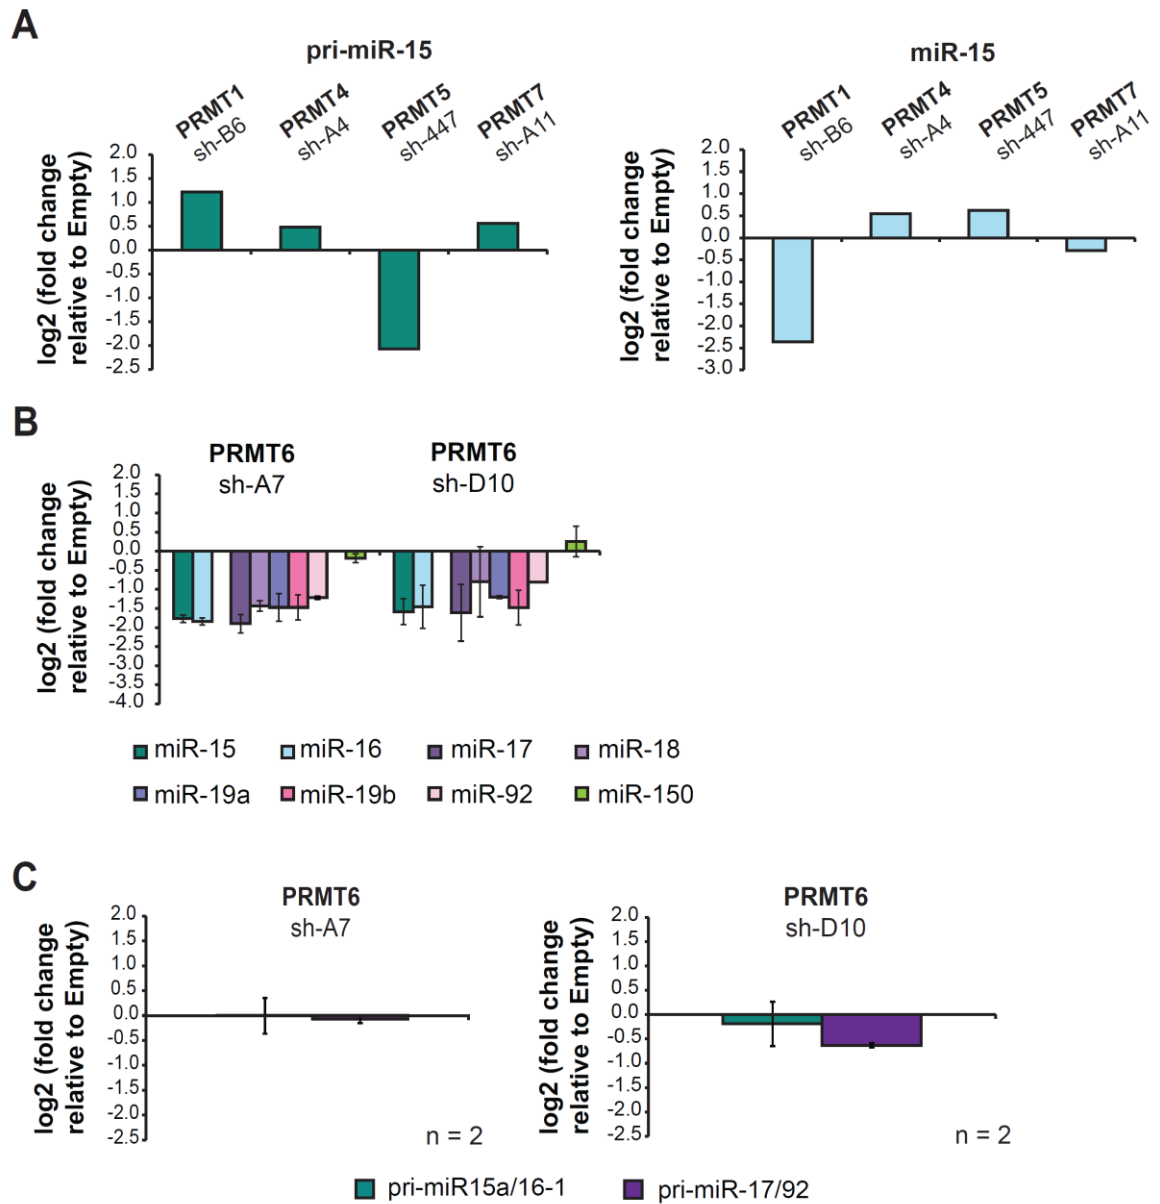 A
pri-miR-15
PRMT1 sh-B6
PRMT4 sh-A4
PRMT5 sh-447
PRMT7 sh-A11
log2 (fold change relative to Empty)
2.0
1.5
1.0
0.5
0.0
-0.5
-1.0
-1.5
-2.0
-2.5
miR-15
PRMT1 sh-B6
PRMT4 sh-A4
PRMT5 sh-447
PRMT7 sh-A11
log2 (fold change relative to Empty)
2.0
1.5
1.0
0.5
0.0
-0.5
-1.0
-1.5
-2.0
-2.5
-3.0
B
PRMT6
sh-A7
PRMT6
sh-D10
log2 (fold change relative to Empty)
2.0
1.5
1.0
0.5
0.0
-0.5
-1.0
-1.5
-2.0
-2.5
-3.0
-3.5
-4.0
miR-15 miR-16 miR-17 miR-18
miR-19a miR-19b miR-92 miR-150
C
PRMT6
sh-A7
log2 (fold change relative to Empty)
2.0
1.5
1.0
0.5
0.0
-0.5
-1.0
-1.5
-2.0
-2.5
n = 2
PRMT6
sh-D10
log2 (fold change relative to Empty)
2.0
1.5
1.0
0.5
0.0
-0.5
-1.0
-1.5
-2.0
-2.5
n = 2
pri-miR15a/16-1 pri-miR-17/92